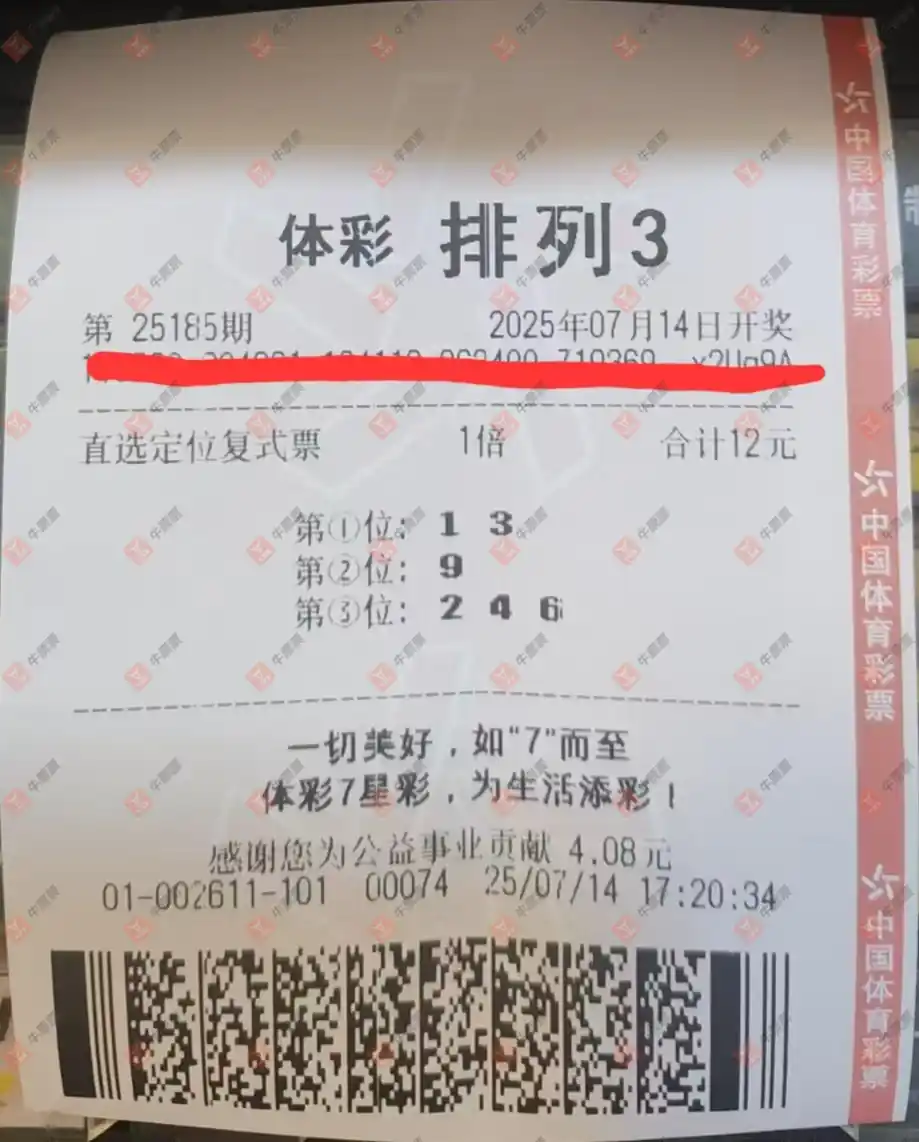 体彩 排列3
第 25185期 2025年07月14日开奖
直选定位复式票 1倍 合计12元
第①位: 1 3
第②位: 9
第③位: 2 4 6
一切美好,如“7”而至
体彩7星彩,为生活添彩!
感谢您为公益事业贡献 4.08元
01-002611-101 00074 25/07/14 17:20:34
中国体育彩票
中国体育彩票
中国体育彩票